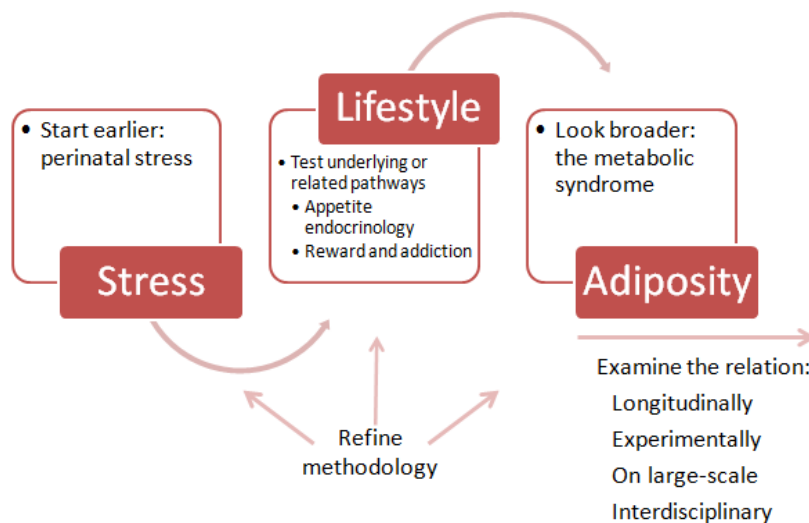 Stress
• Start earlier:
perinatal stress
Lifestyle
• Test underlying or
related pathways
• Appetite
endocrinology
• Reward and addiction
Adiposity
• Look broader:
the metabolic
syndrome
Refine
methodology
Examine the relation:
Longitudinally
Experimentally
On large-scale
Interdisciplinary